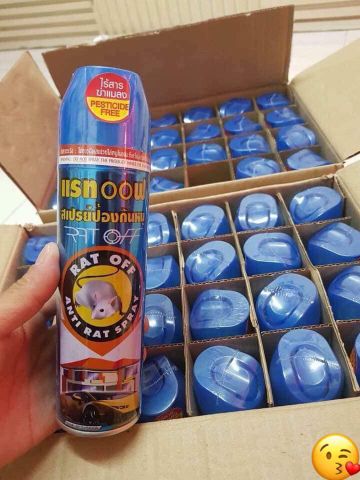 ไร้สาร
ฆ่าแมลง
PESTICIDE
FREE
แรทออฟ
สเปรย์ป้องกันหนู
RAT OFF
RAT OFF
ANTI RAT SPRAY